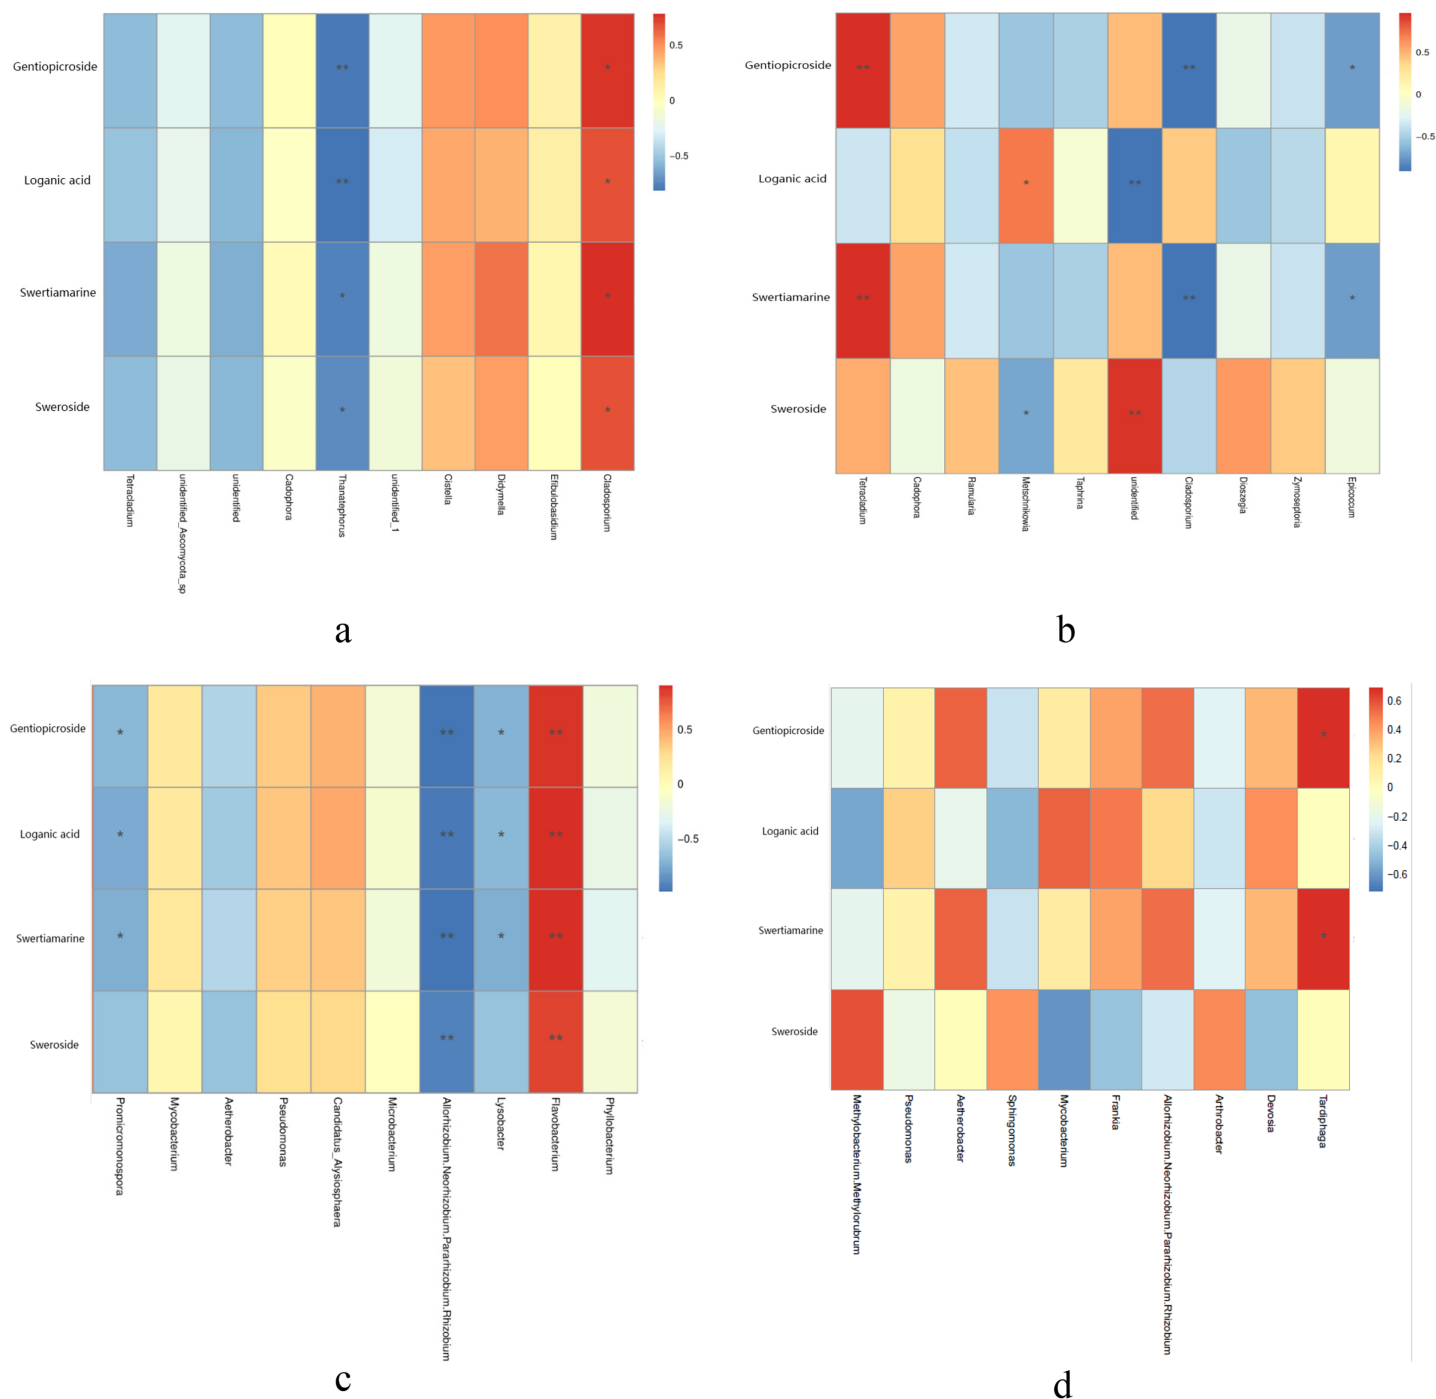 Gentiopicroside
Loganic acid
Swertiamarine
Sweroside
** *
** *
* *
* *
0.5
0
−0.5
Tetracladium
unidentified_Ascomycota_sp
unidentified
Cadophora
Thanatephorus
unidentified_1
Cistella
Didymella
Efibulobasidium
Cladosporium
a
Gentiopicroside
Loganic acid
Swertiamarine
Sweroside
** ** *
* **
** ** *
* **
0.5
0
−0.5
Tetracladium
Cadophora
Ramularia
Metschnikowia
Taphrina
unidentified
Cladosporium
Dioszegia
Zymoseptoria
Epicoccum
b
Gentiopicroside
Loganic acid
Swertiamarine
Sweroside
* ** * **
* ** * **
* ** * **
** **
0.5
0
−0.5
Promicromonospora
Mycobacterium
Aetherobacter
Pseudomonas
Candidatus_Alysiosphaera
Microbacterium
Allorhizobium.Neorhizobium.Pararhizobium.Rhizobium
Lysobacter
Flavobacterium
Phyllobacterium
c
Gentiopicroside
Loganic acid
Swertiamarine
Sweroside
*
*
0.6
0.4
0.2
0
−0.2
−0.4
−0.6
Methylobacterium.Methylorubrum
Pseudomonas
Aetherobacter
Sphingomonas
Mycobacterium
Frankia
Allorhizobium.Neorhizobium.Pararhizobium.Rhizobium
Arthrobacter
Devosia
Tardiphaga
d